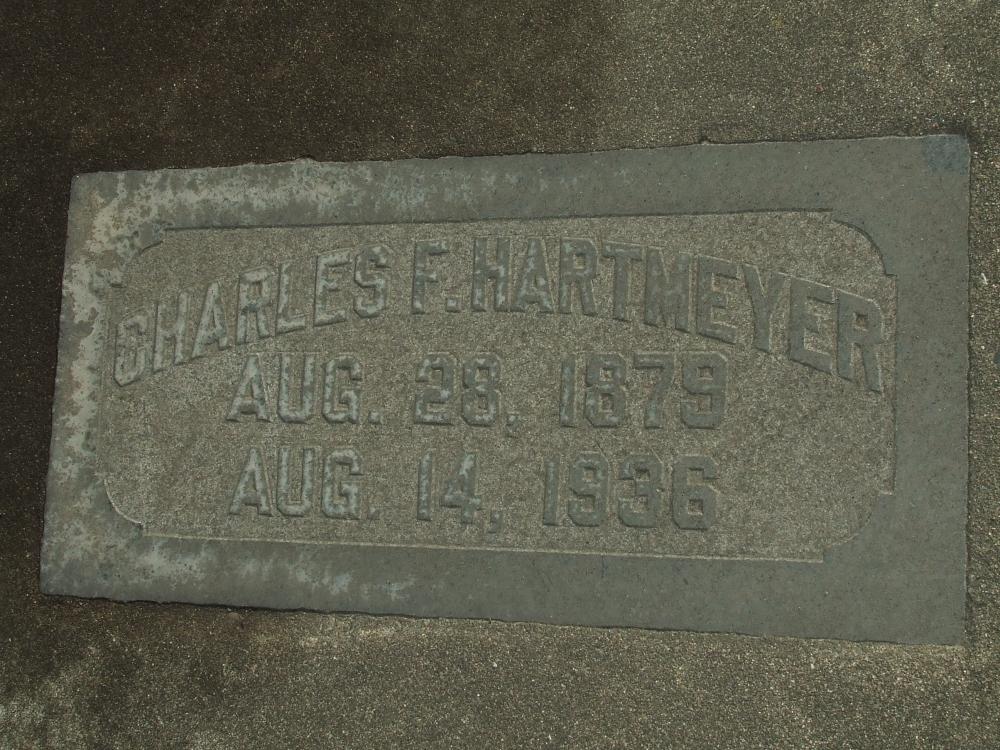 CHARLES F. HARTMEYER
AUG. 28, 1879
AUG. 14, 1936